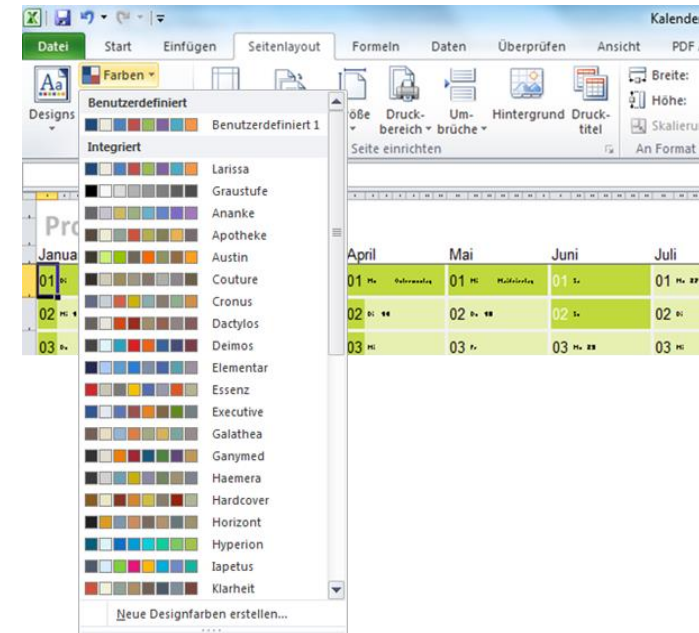 Kalende
Datei Start Einfügen Seitenlayout Formeln Daten Überprüfen Ansicht PDF
Farben
Designs
öße Druck- Um- Hintergrund Druck-
bereich brüche titel
Breite:
Höhe:
Skalieru
Seite einrichten An Format
Benutzerdefiniert
Benutzerdefiniert 1
Integriert
Larissa
Graustufe
Ananke
Apotheke
Austin
Couture
Cronus
Dactylos
Deimos
Elementar
Essenz
Executive
Galathea
Ganymed
Haemera
Hardcover
Horizont
Hyperion
Iapetus
Klarheit
Neue Designfarben erstellen...
Pro
Janua April Mai Juni Juli
01 01 01 01 01
02 02 02 02 02
03 03 03 03 03